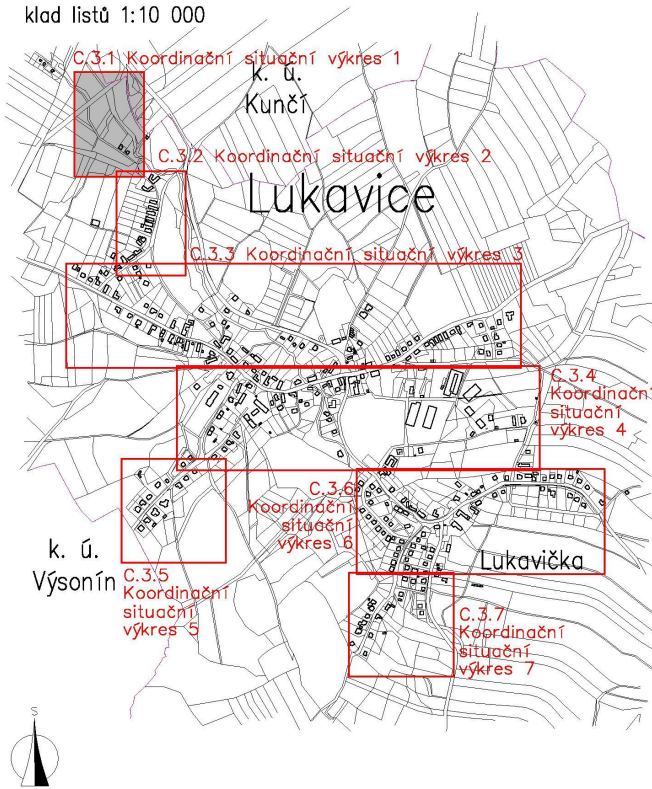 klad listů 1:10 000
C.3.1 Koordinační situační výkres 1
k. ú.
Kunčí
C.3.2 Koordinační situační výkres 2
Lukavice
C.3.3 Koordinační situační výkres 3
C.3.4
Koordinační
situační
výkres 4
C.3.6
Koordinační
situační
výkres 6
k. ú.
Výsonín
Lukavička
C.3.5
Koordinační
situační
výkres 5
C.3.7
Koordinační
situační
výkres 7
S